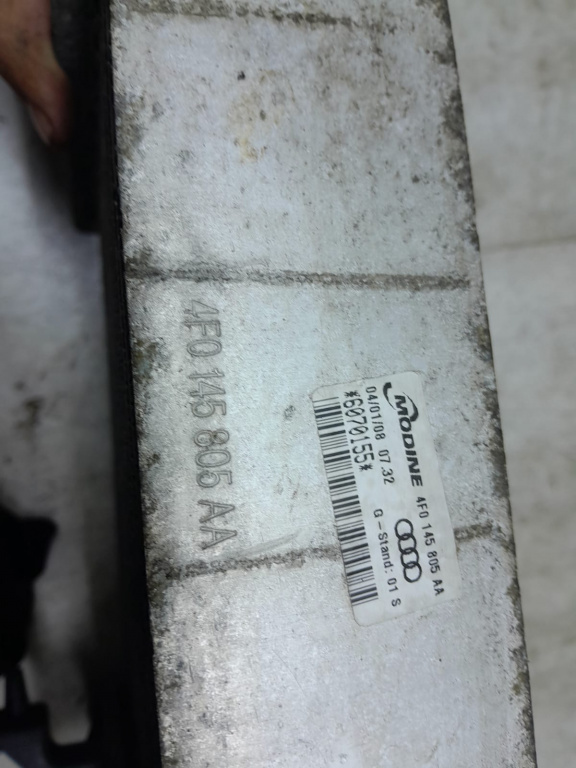 4F0 145 805 AA
MODINE 4F0 145 805 AA
04/01/08 07.32
*6070155*
G-Stand: 01 S